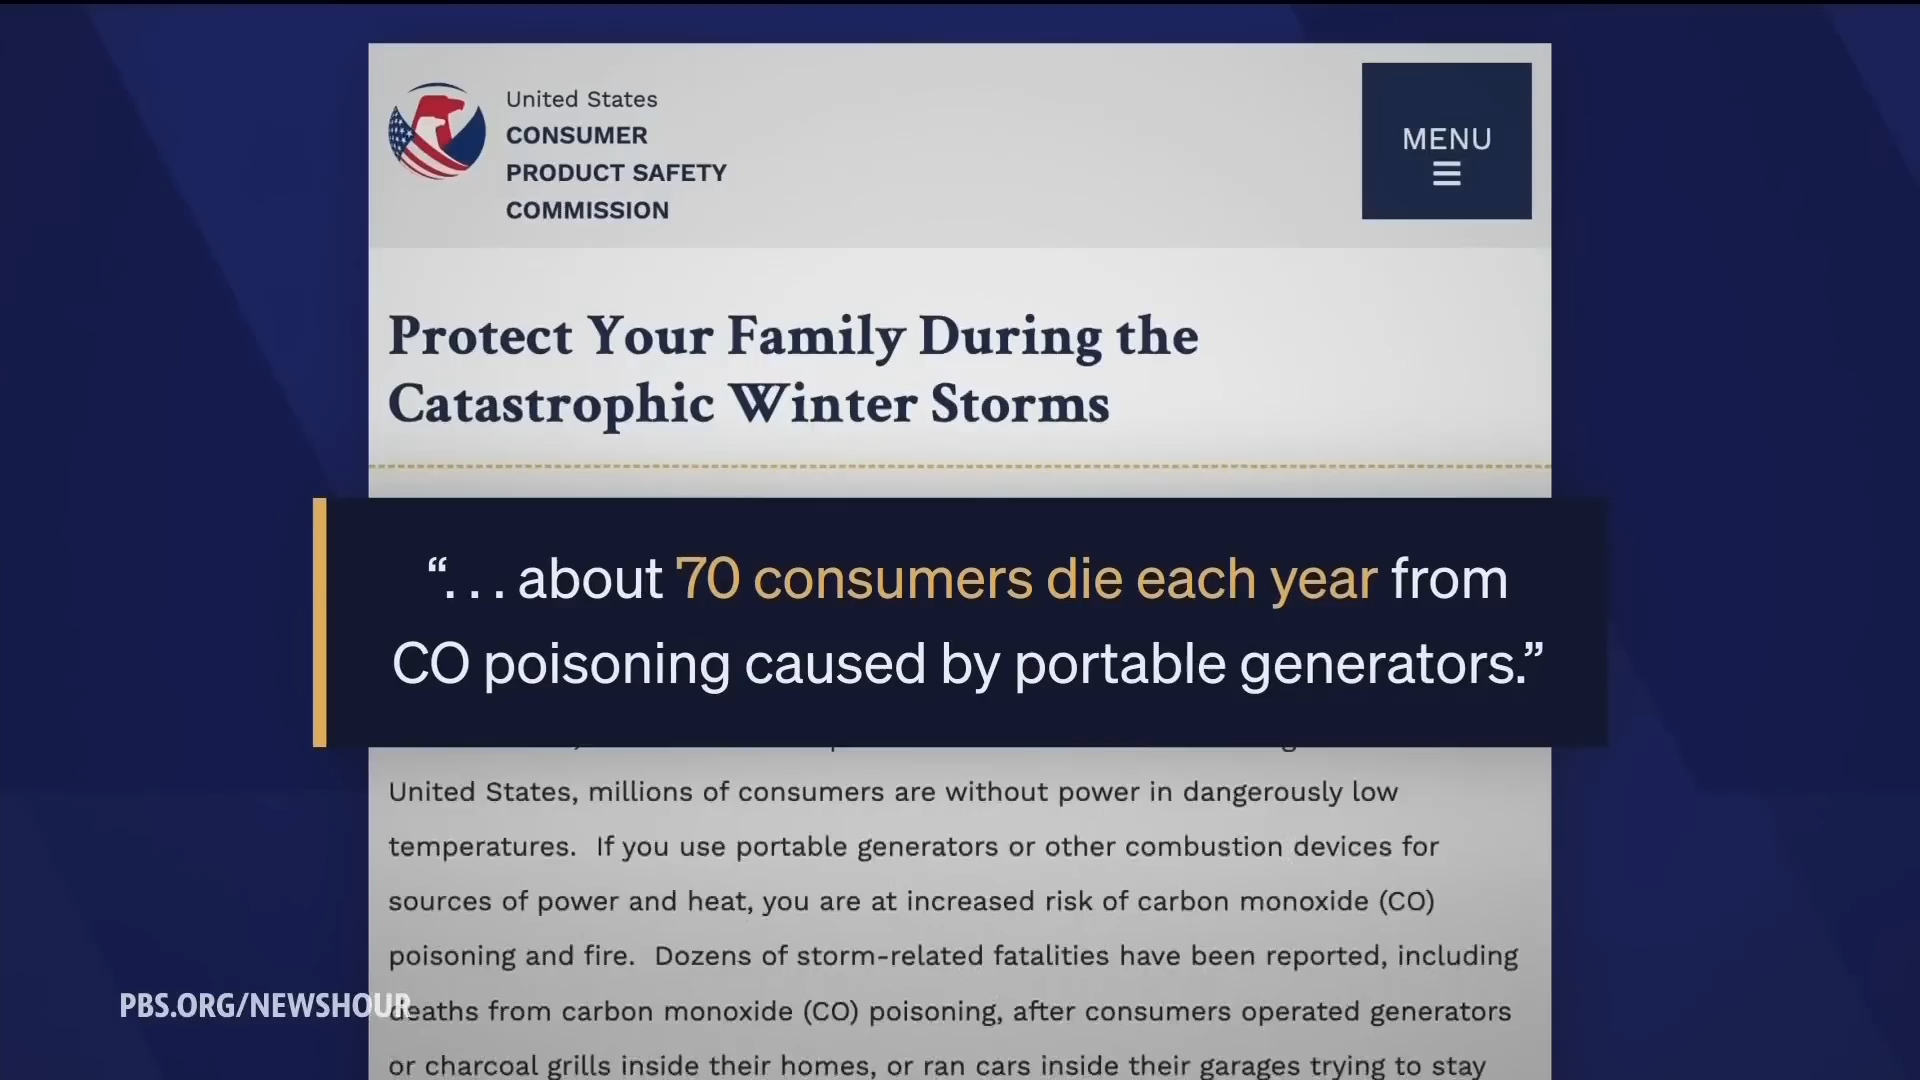 United States
CONSUMER
PRODUCT SAFETY
COMMISSION
MENU
Protect Your Family During the
Catastrophic Winter Storms
“... about 70 consumers die each year from
CO poisoning caused by portable generators.”
United States, millions of consumers are without power in dangerously low
temperatures.  If you use portable generators or other combustion devices for
sources of power and heat, you are at increased risk of carbon monoxide (CO)
poisoning and fire.  Dozens of storm-related fatalities have been reported, including
deaths from carbon monoxide (CO) poisoning, after consumers operated generators
or charcoal grills inside their homes, or ran cars inside their garages trying to stay
PBS.ORG/NEWSHOUR